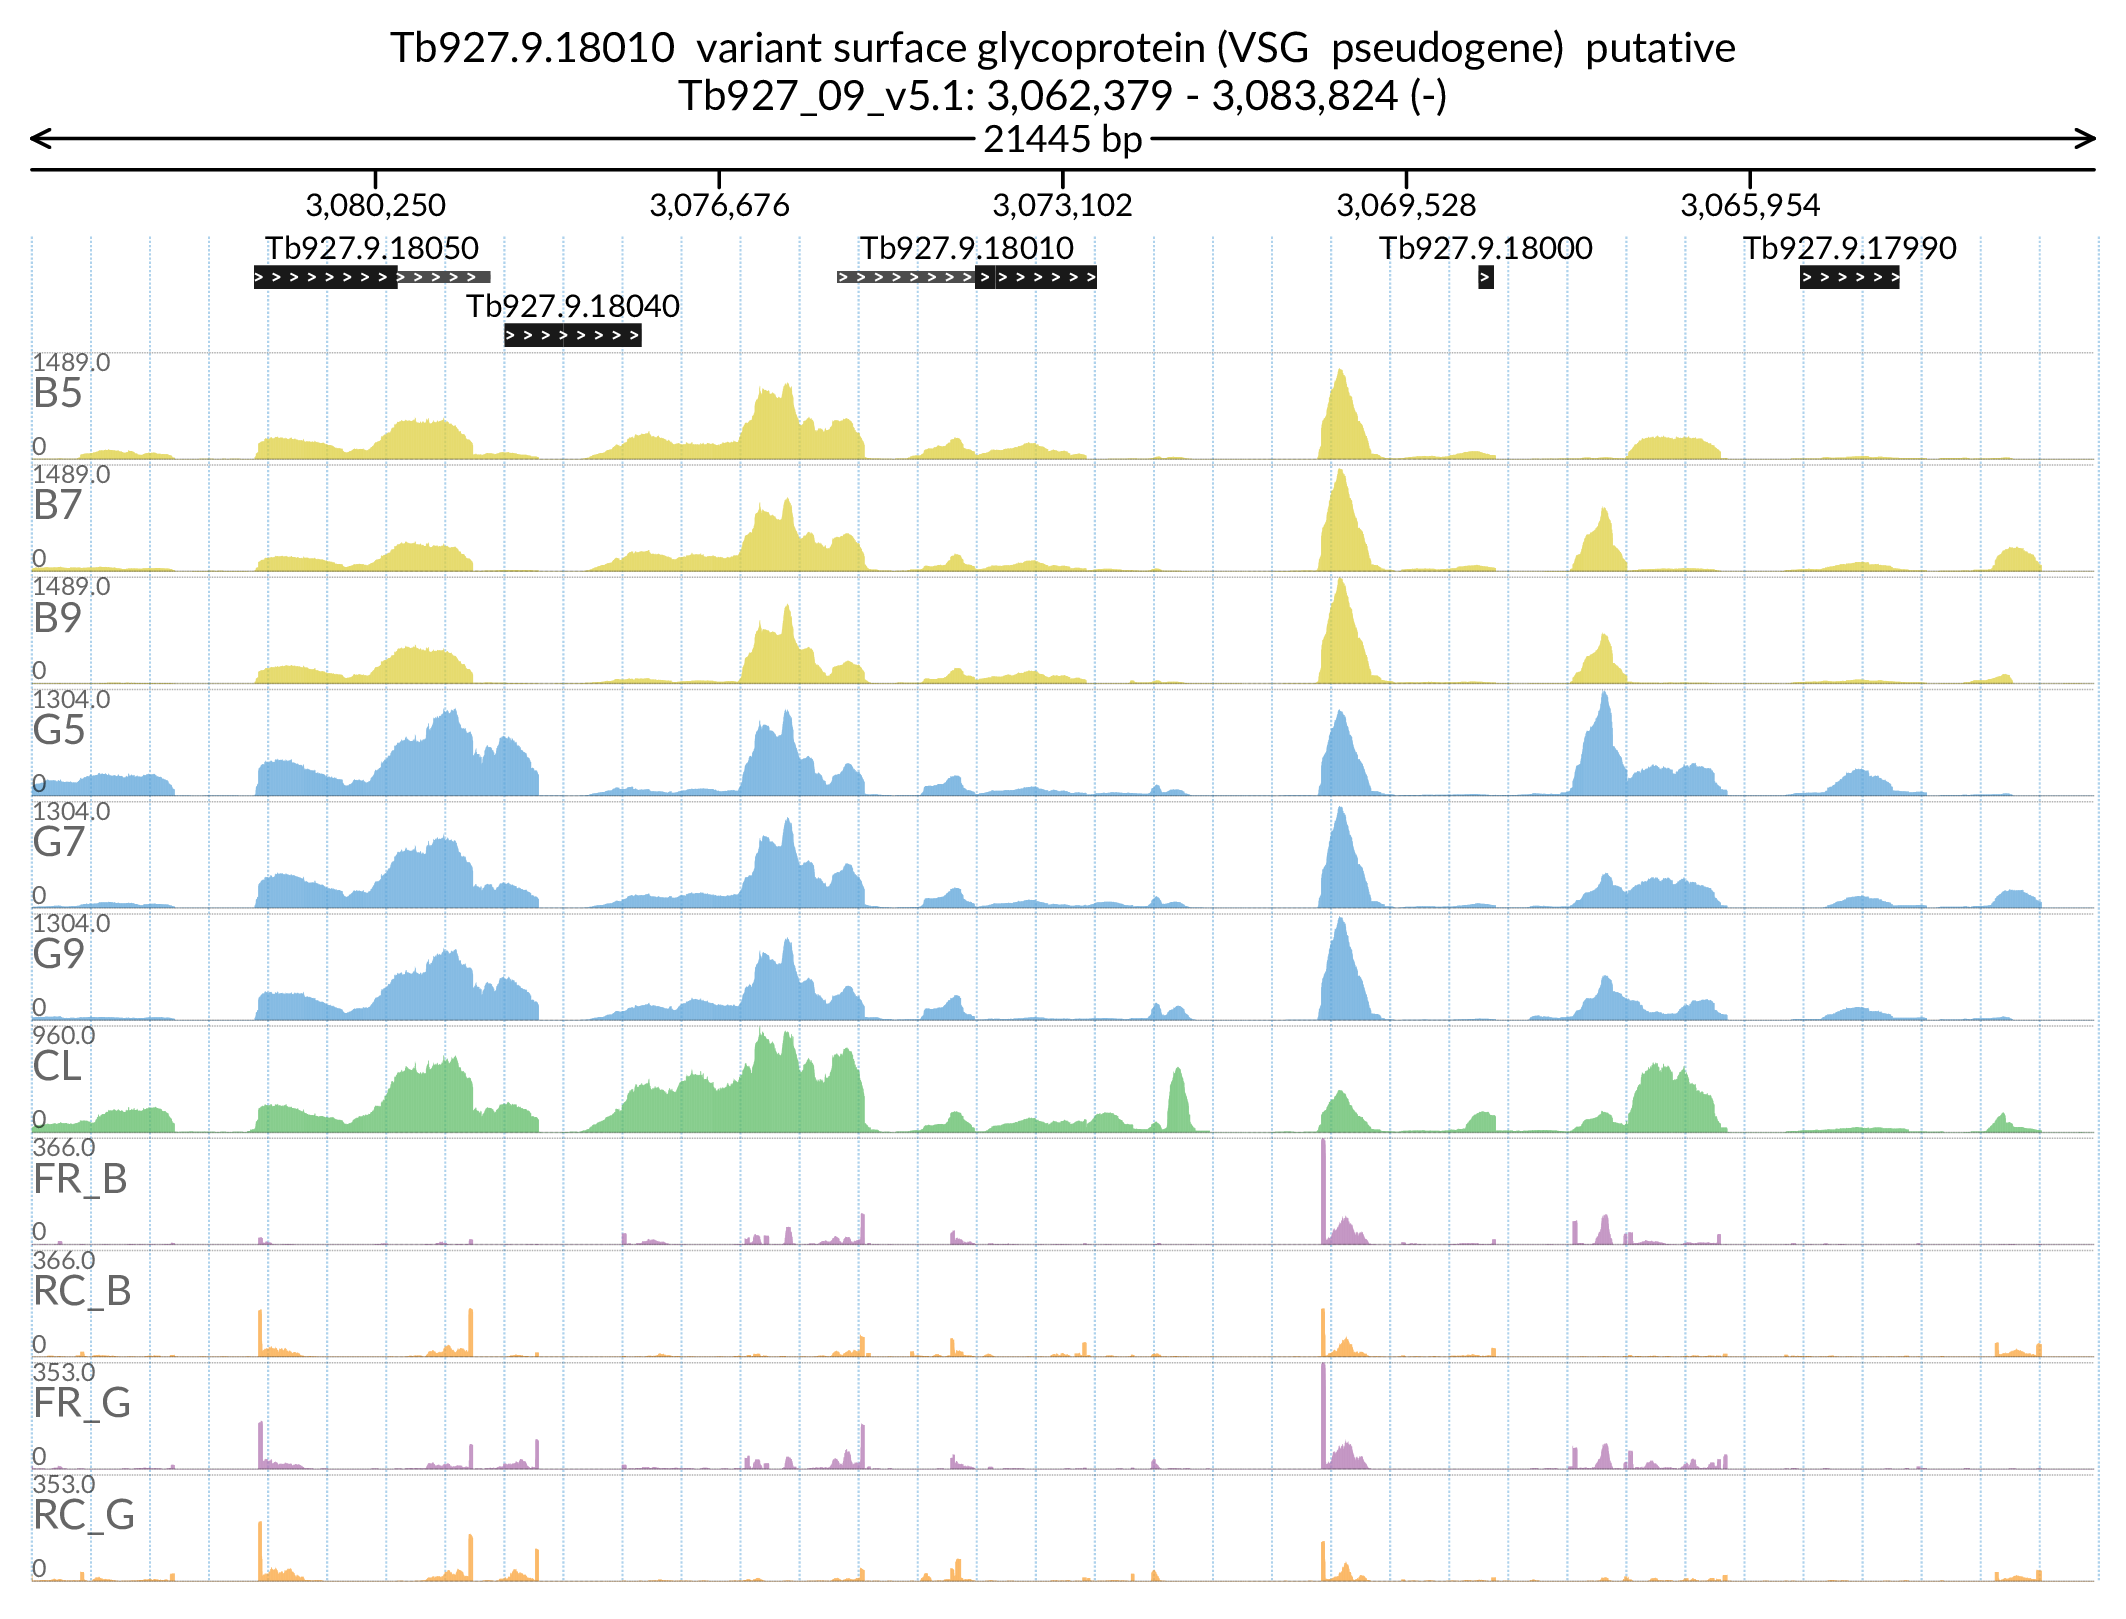 Tb927.9.18010 variant surface glycoprotein (VSG pseudogene) putative
Tb927_09_v5.1: 3,062,379 - 3,083,824 (-)
21445 bp
3,080,250 3,076,676 3,073,102 3,069,528 3,065,954
Tb927.9.18050 Tb927.9.18010 Tb927.9.18000 Tb927.9.17990
Tb927.9.18040
1489.0
B5
0
1489.0
B7
0
1489.0
B9
0
1304.0
G5
0
1304.0
G7
0
1304.0
G9
0
960.0
CL
0
366.0
FR_B
0
366.0
RC_B
0
353.0
FR_G
0
353.0
RC_G
0